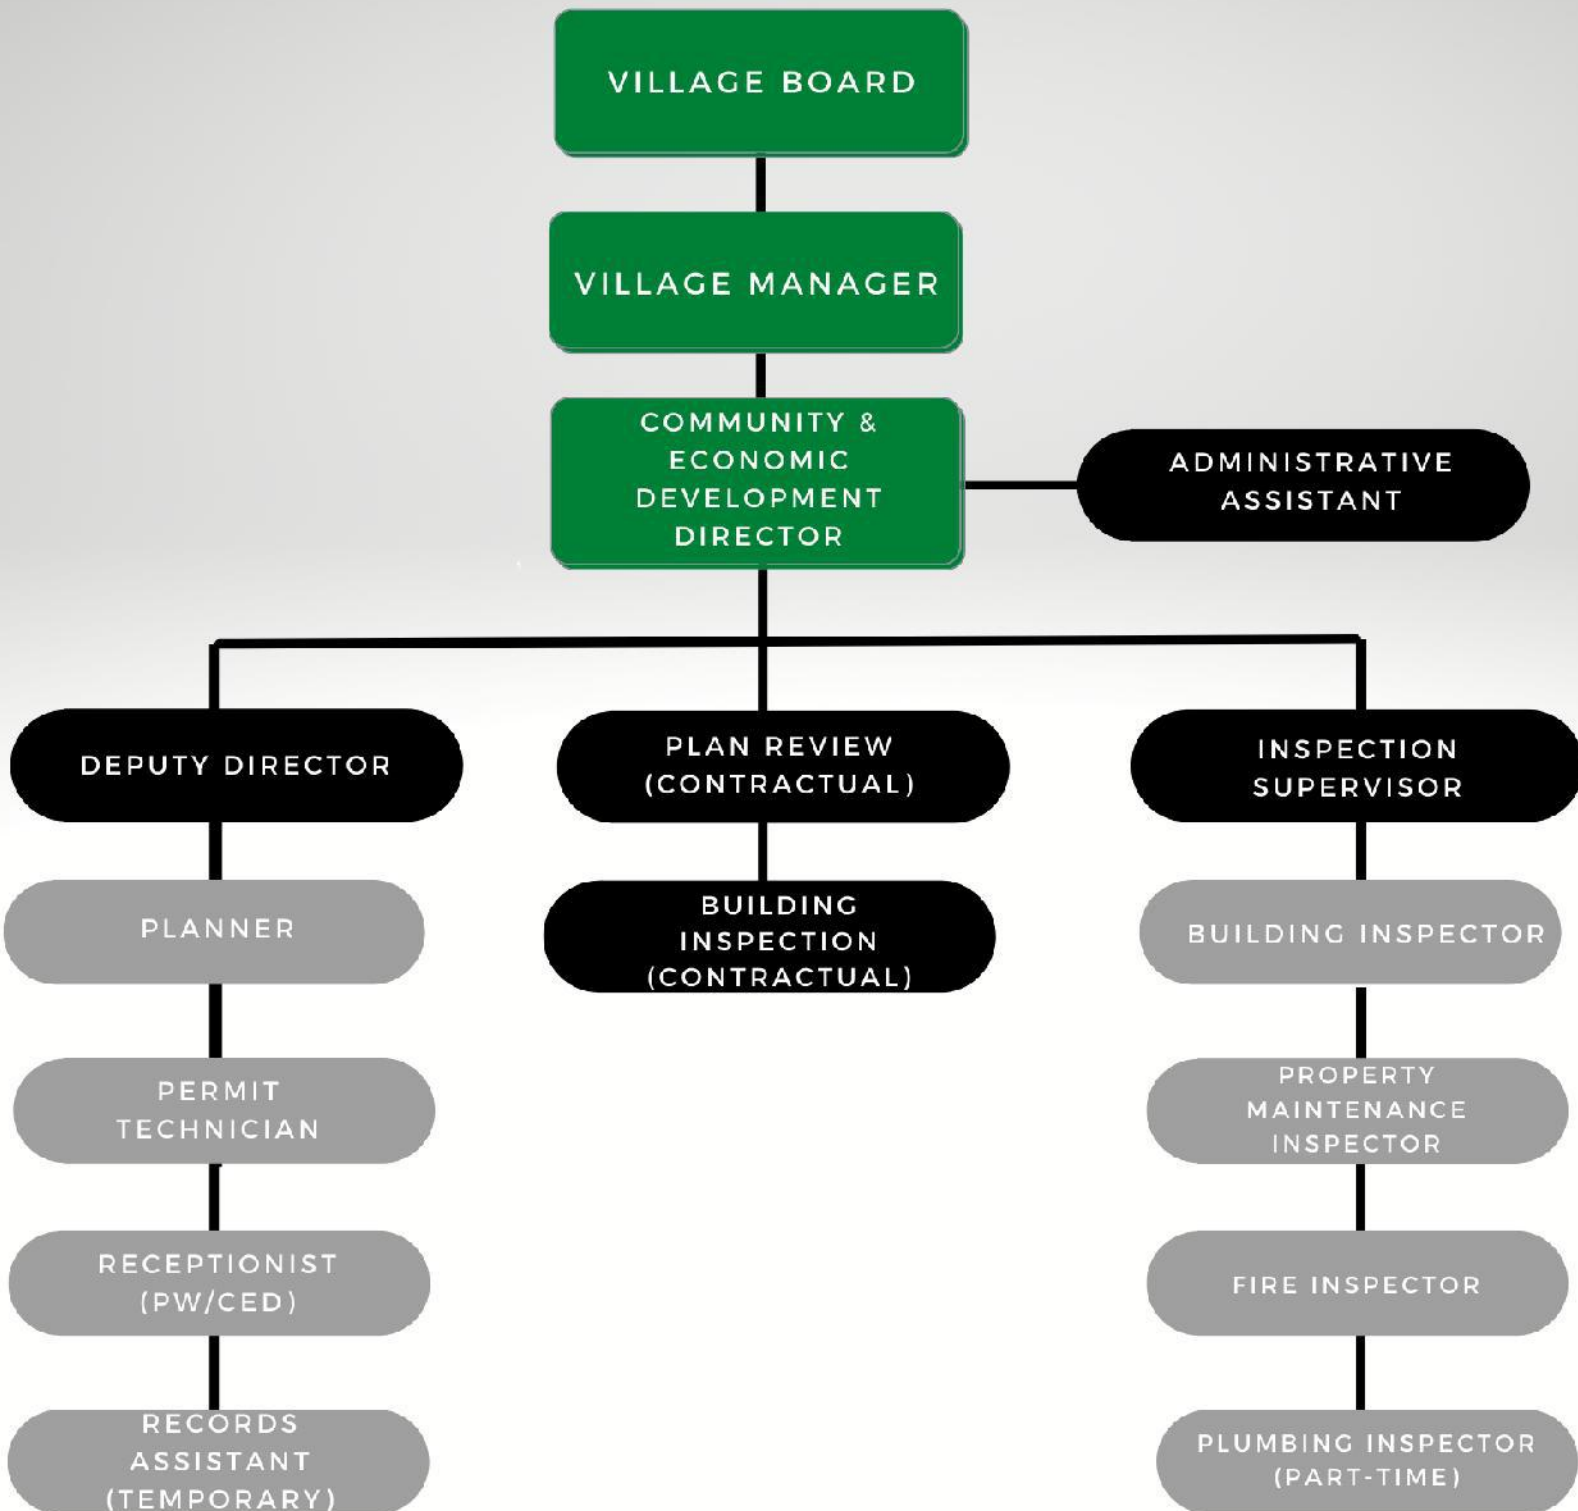 VILLAGE BOARD
VILLAGE MANAGER
COMMUNITY &
ECONOMIC
DEVELOPMENT
DIRECTOR
ADMINISTRATIVE
ASSISTANT
DEPUTY DIRECTOR
PLAN REVIEW
(CONTRACTUAL)
INSPECTION
SUPERVISOR
PLANNER
BUILDING
INSPECTION
(CONTRACTUAL)
BUILDING INSPECTOR
PERMIT
TECHNICIAN
PROPERTY
MAINTENANCE
INSPECTOR
RECEPTIONIST
(PW/CED)
FIRE INSPECTOR
RECORDS
ASSISTANT
(TEMPORARY)
PLUMBING INSPECTOR
(PART-TIME)